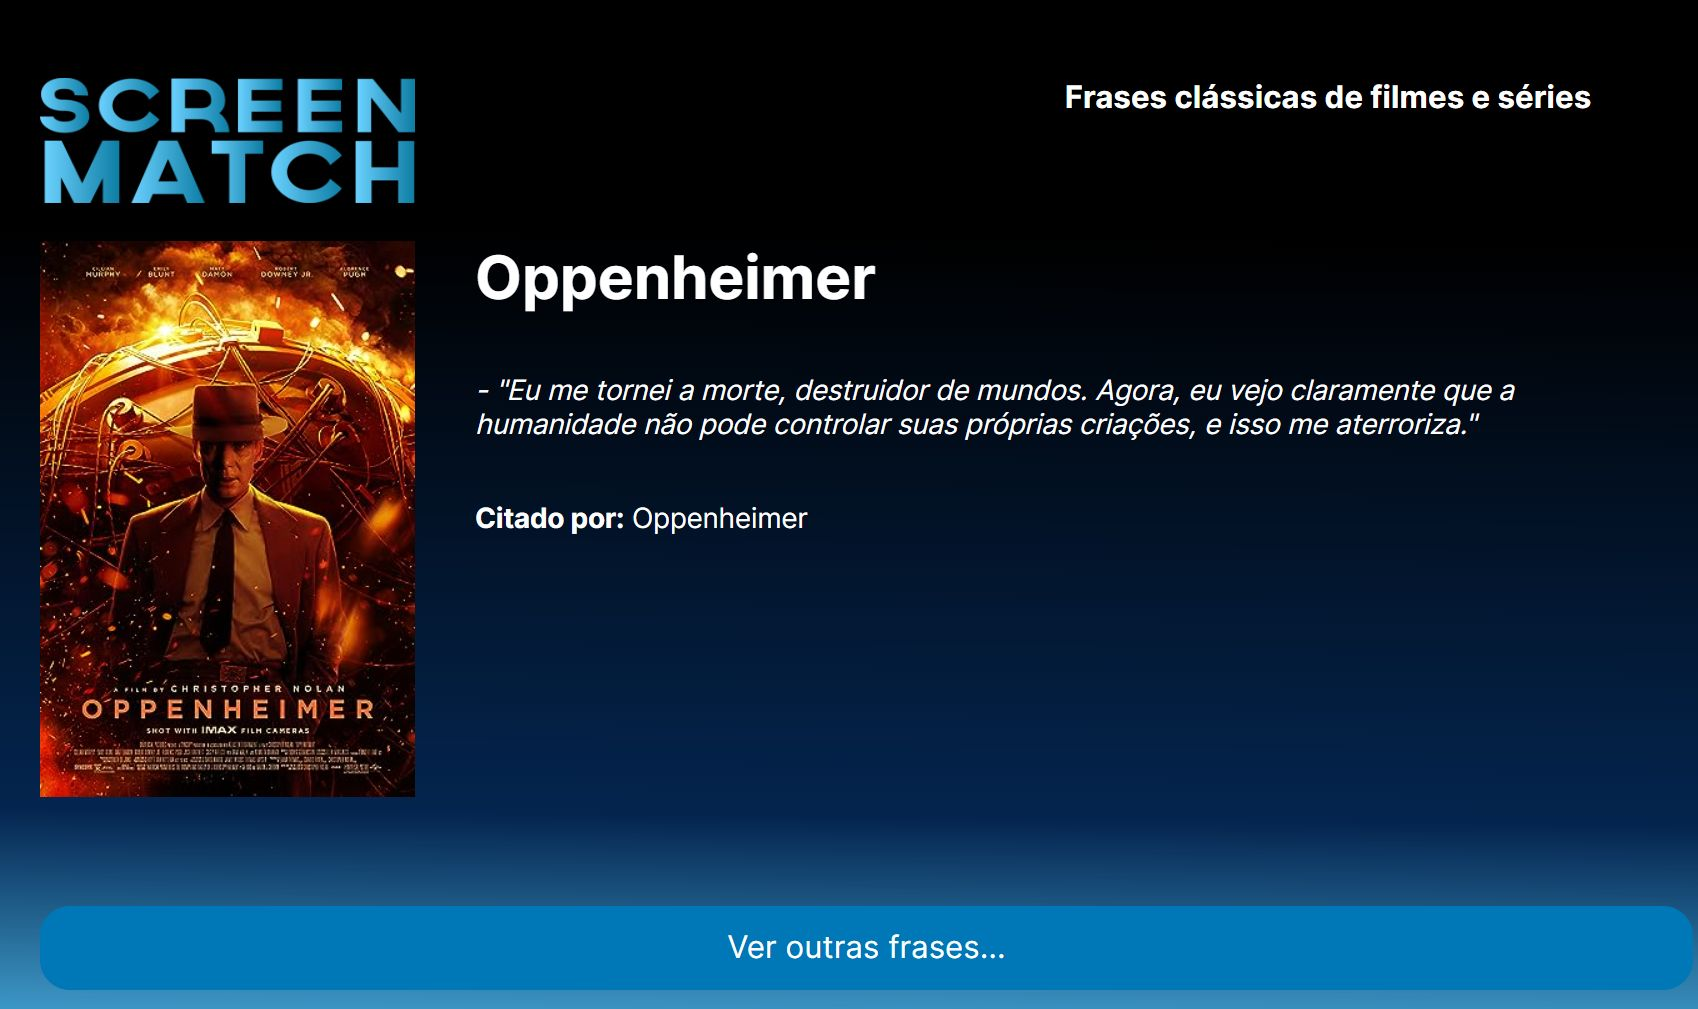 SCREEN
MATCH
Frases clássicas de filmes e séries
CILLIAN MURPHY / EMILY BLUNT MATT DAMON ROBERT DOWNEY JR. FLORENCE PUGH
A FILM BY CHRISTOPHER NOLAN
OPPENHEIMER
SHOT WITH IMAX FILM CAMERAS
Oppenheimer
- "Eu me tornei a morte, destruidor de mundos. Agora, eu vejo claramente que a
humanidade não pode controlar suas próprias criações, e isso me aterroriza."
Citado por: Oppenheimer
Ver outras frases...